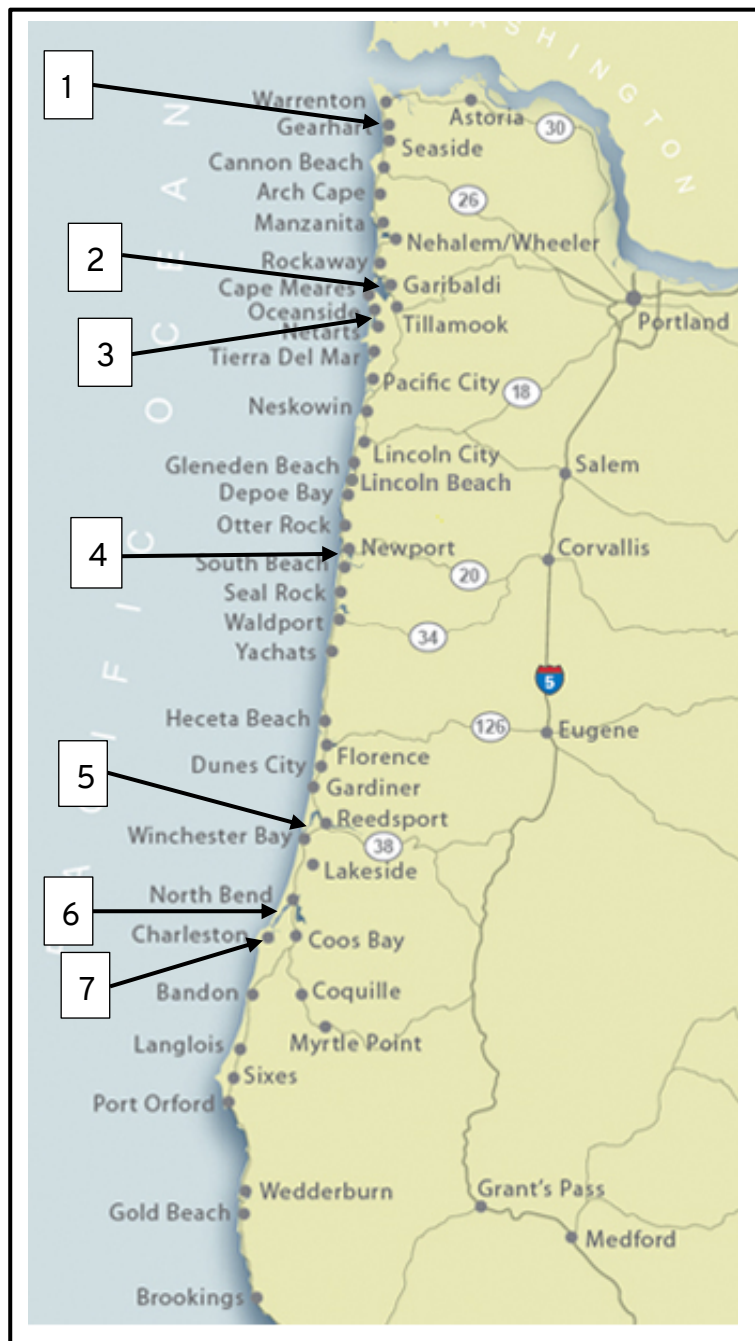 WASHINGTON
1
Warrenton
Astoria
Gearhart
30
Seaside
Cannon Beach
Arch Cape
26
Manzanita
Nehalem/Wheeler
2
Rockaway
Cape Meares
Garibaldi
Oceanside
Portland
Netarts
Tillamook
3
Tierra Del Mar
Pacific City
18
Neskowin
Lincoln City
Gleneden Beach
Salem
Lincoln Beach
Depoe Bay
Otter Rock
4
Newport
Corvallis
South Beach
20
Seal Rock
Waldport
34
Yachats
5
Heceta Beach
126
Eugene
Florence
Dunes City
5
Gardiner
Reedsport
Winchester Bay
38
Lakeside
North Bend
6
Charleston
Coos Bay
7
Bandon
Coquille
Myrtle Point
Langlois
Sixes
Port Orford
Wedderburn
Grant's Pass
Gold Beach
Medford
Brookings
PACIFIC OCEAN